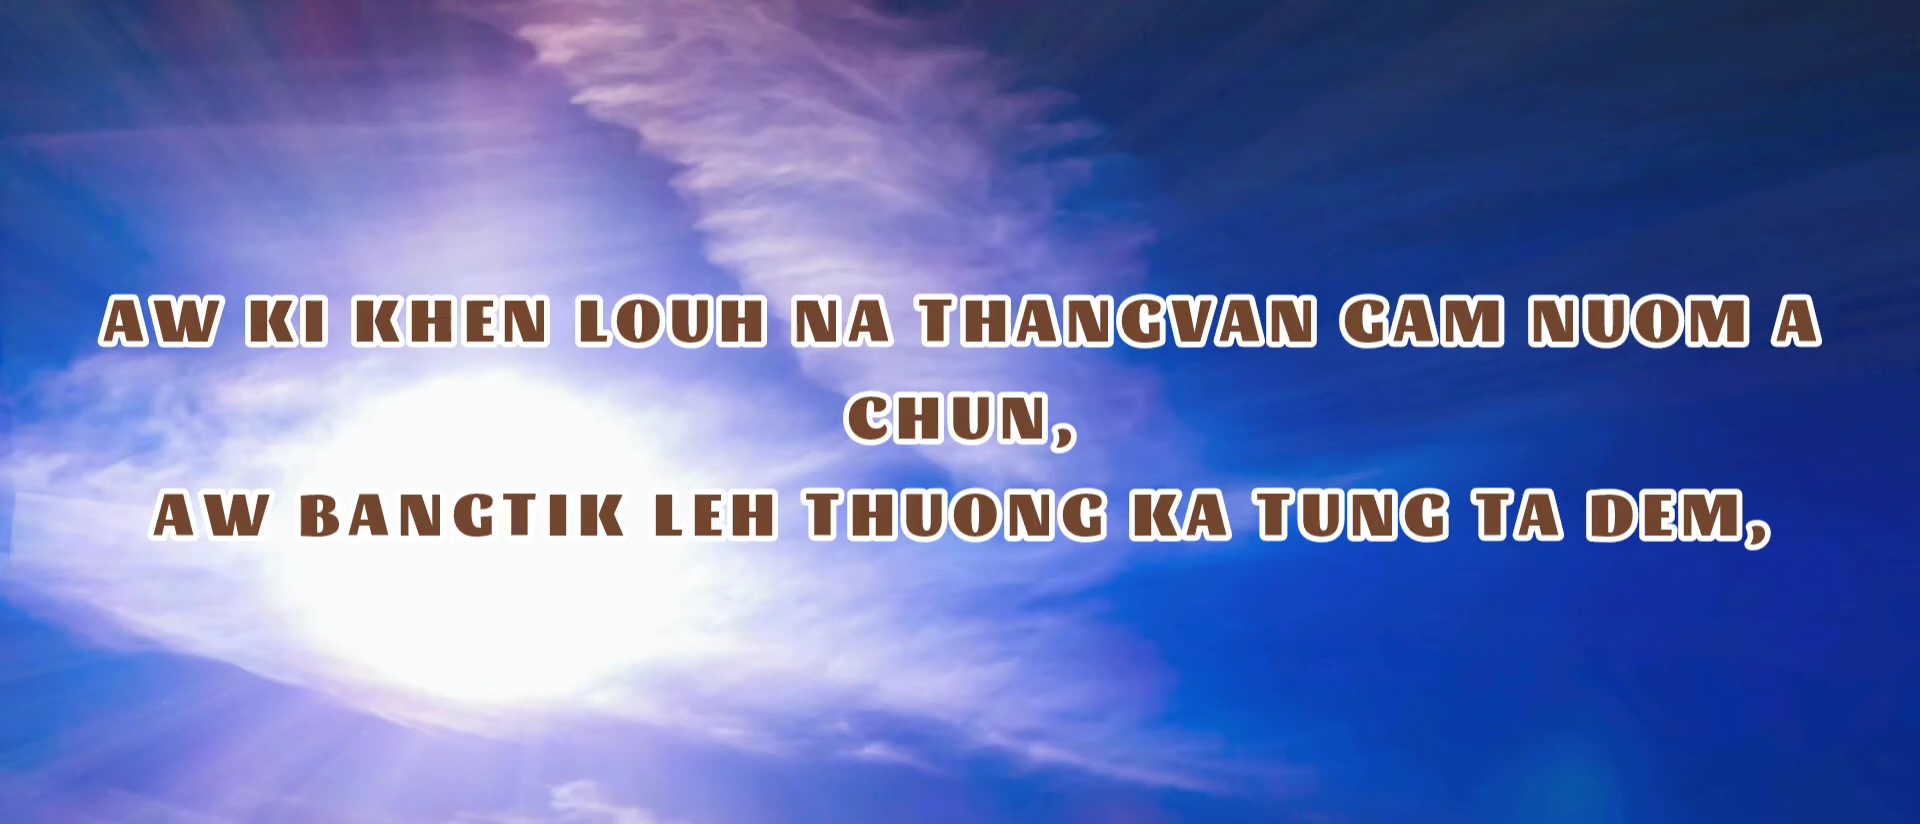 AW KI KHEN LOUH NA THANGVAN GAM NUOM A
CHUN,
AW BANGTIK LEH THUONG KA TUNG TA DEM,